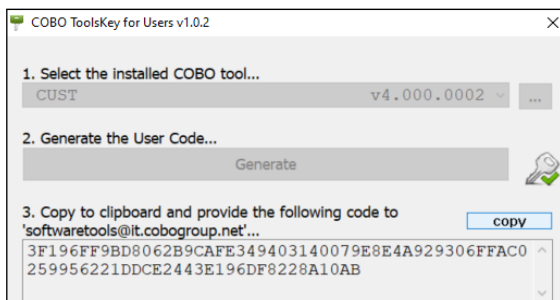 COBO ToolsKey for Users v1.0.2
1. Select the installed COBO tool...
CUST v4.000.0002 ...
2. Generate the User Code...
Generate
3. Copy to clipboard and provide the following code to
'softwaretools@it.cobogroup.net'... copy
3F196FF9BD8062B9CAFE349403140079E8E4A929306FFAC0
259956221DDCE2443E196DF8228A10AB